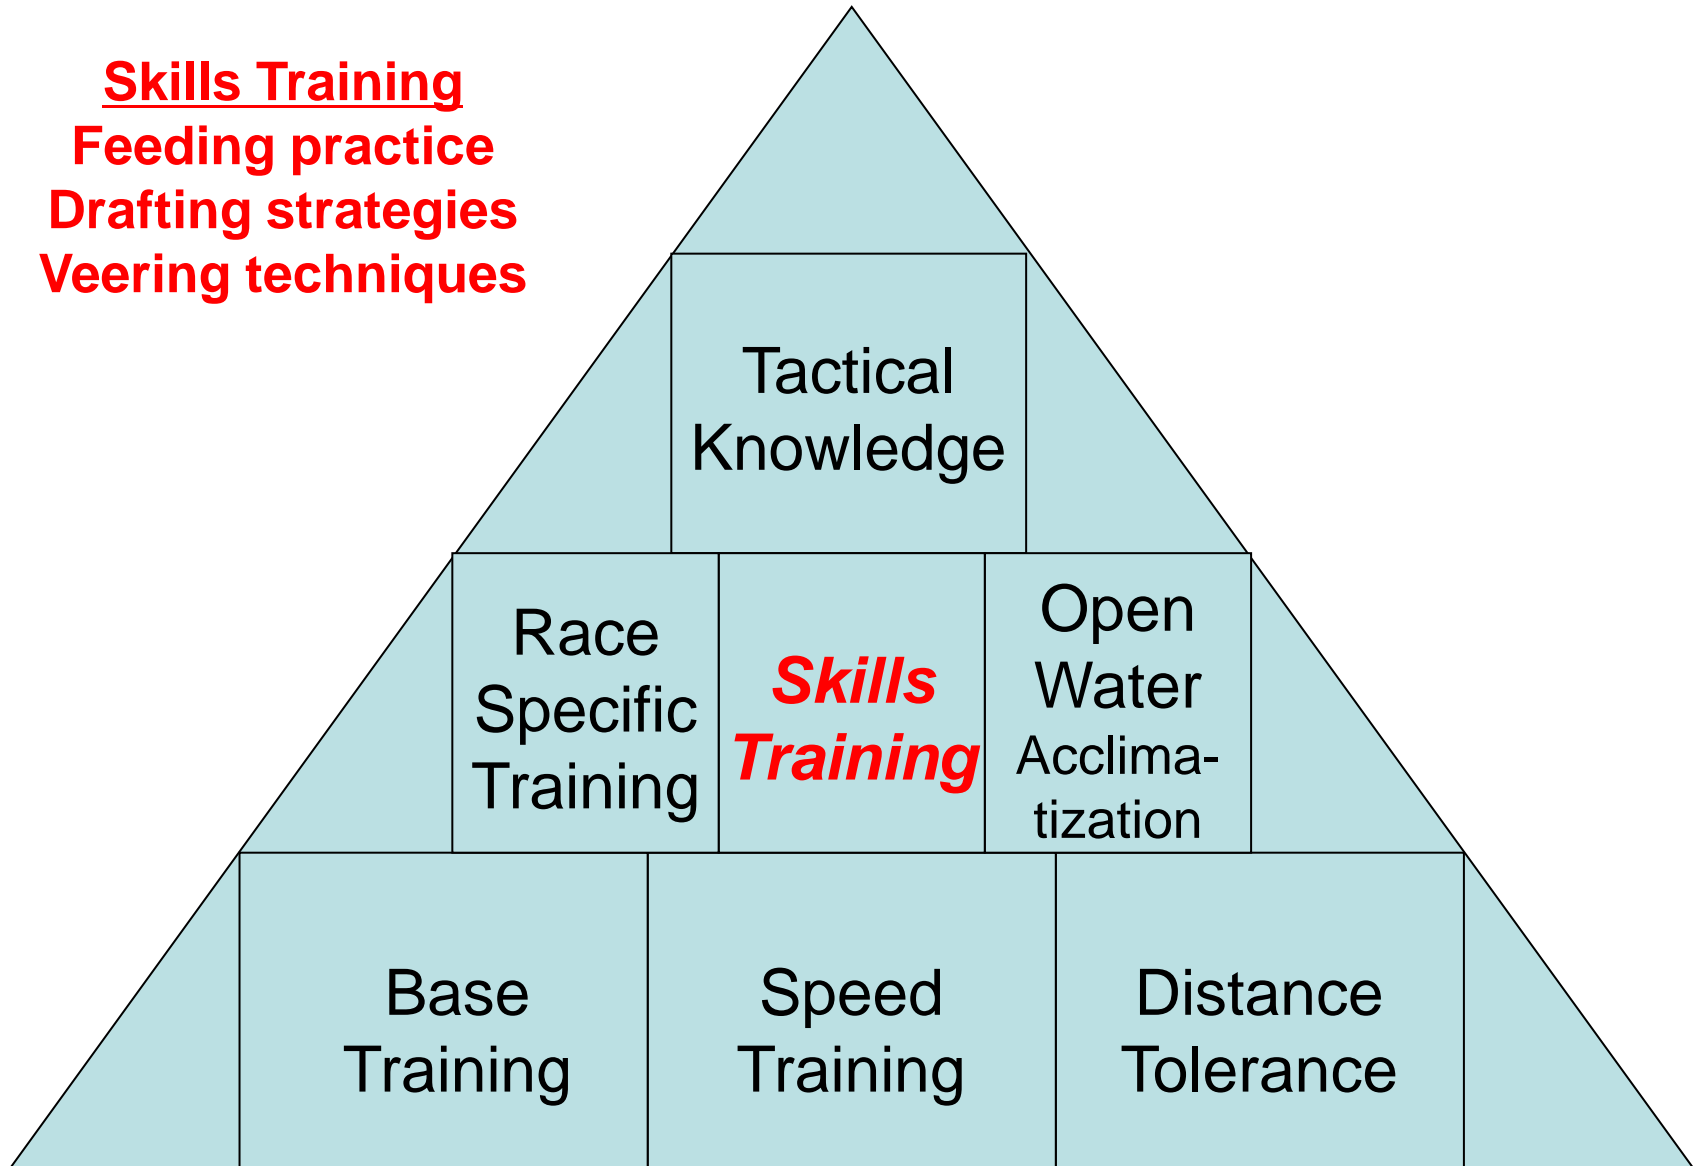 Skills Training
Feeding practice
Drafting strategies
Veering techniques
Tactical
Knowledge
Race
Specific
Training
Skills
Training
Open
Water
Acclima-
tization
Base
Training
Speed
Training
Distance
Tolerance